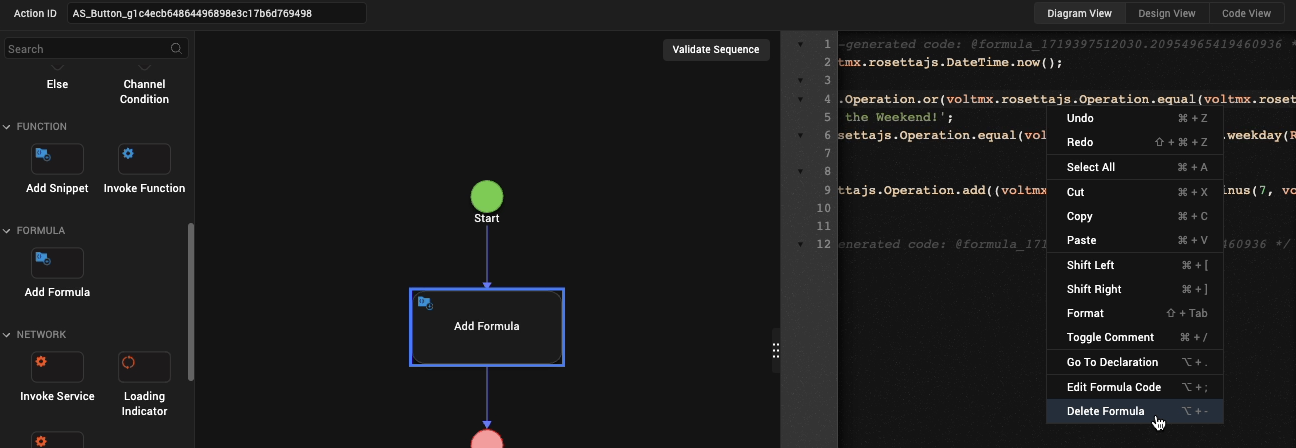 Action ID
AS_Button_g1c4ecb64864496898e3c17b6d769498
Diagram View
Design View
Code View
Search
Else
Channel
Condition
FUNCTION
Add Snippet
Invoke Function
FORMULA
Add Formula
NETWORK
Invoke Service
Loading
Indicator
Validate Sequence
Start
Add Formula
1 -generated code: @formula_1719397512030.20954965419460936 *
2 tmx.rosettajs.DateTime.now();
3
4 .Operation.or(voltmx.rosettajs.Operation.equal(voltmx.roset
5 the Weekend!';
6 settajs.Operation.equal(vol .weekday(R
7
8
9 ttajs.Operation.add((voltmx inus(7, vo
10
11
12 enerated code: @formula_171 460936 */
Undo ⌘ + Z
Redo ⇧ + ⌘ + Z
Select All ⌘ + A
Cut ⌘ + X
Copy ⌘ + C
Paste ⌘ + V
Shift Left ⌘ + [
Shift Right ⌘ + ]
Format ⇧ + Tab
Toggle Comment ⌘ + /
Go To Declaration ⌥ + .
Edit Formula Code ⌥ + ;
Delete Formula ⌥ + -